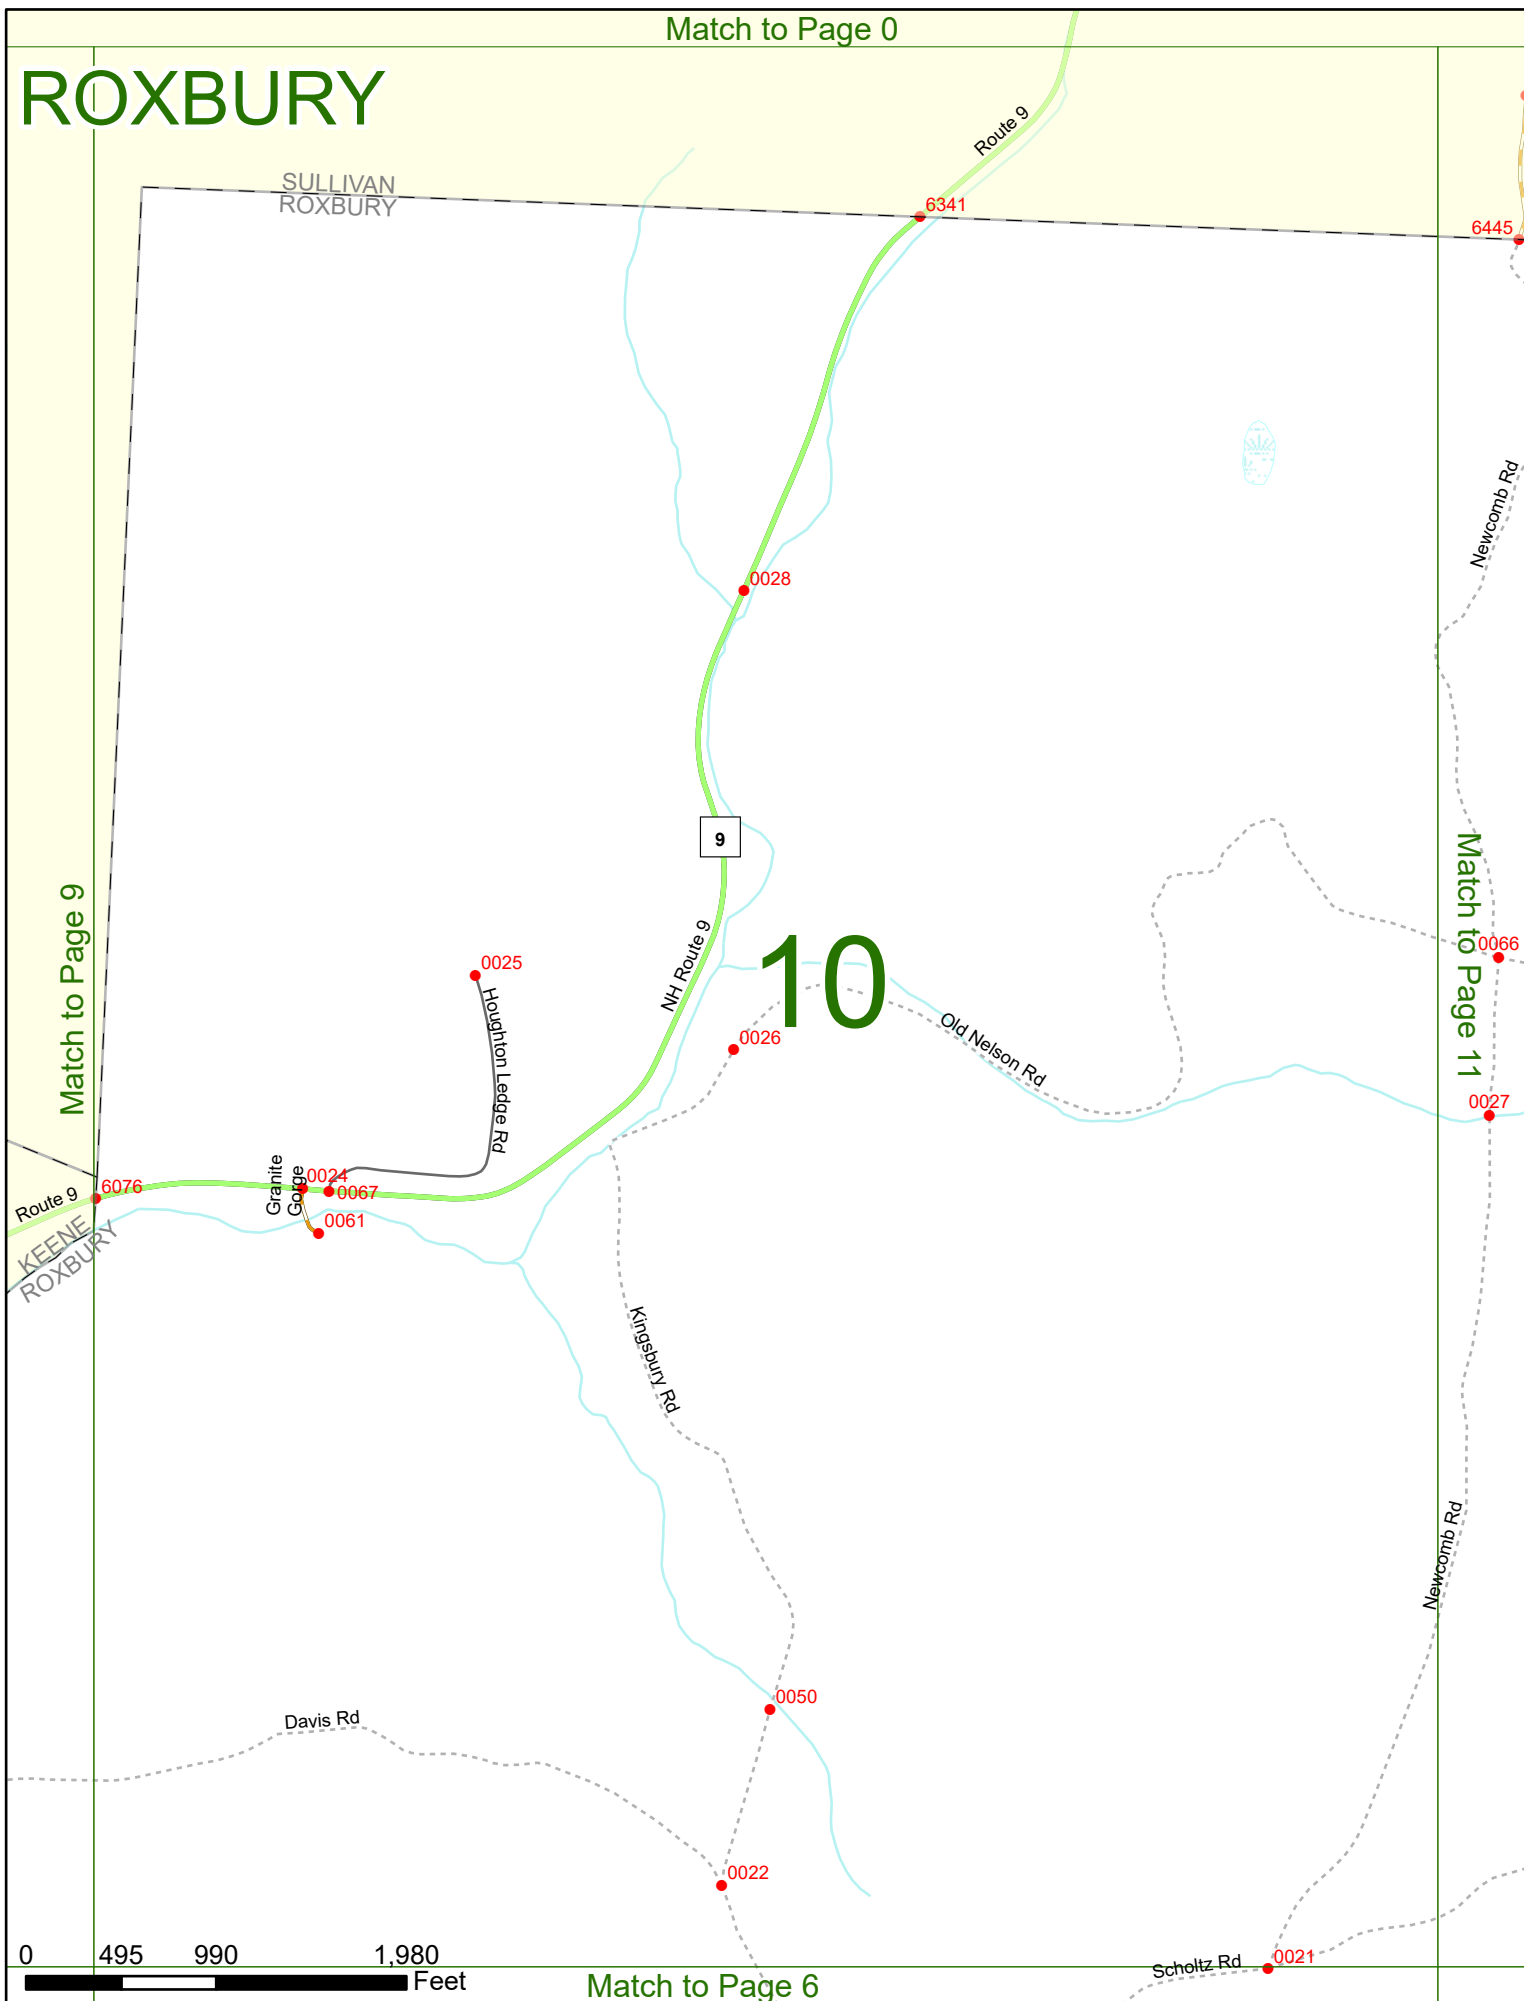 Match to Page 0
ROXBURY
Route 9
SULLIVAN
ROXBURY
6341
6445
Newcomb Rd
0028
9
Match to Page 9
Match to Page 11
NH Route 9
10
0066
0025
Houghton Ledge Rd
0026
Old Nelson Rd
0027
Granite
Gorge
0024
0067
6076
Route 9
0061
KEENE
ROXBURY
Kingsbury Rd
Newcomb Rd
0050
Davis Rd
0022
0 495 990 1,980
Feet
Scholtz Rd
0021
Match to Page 6